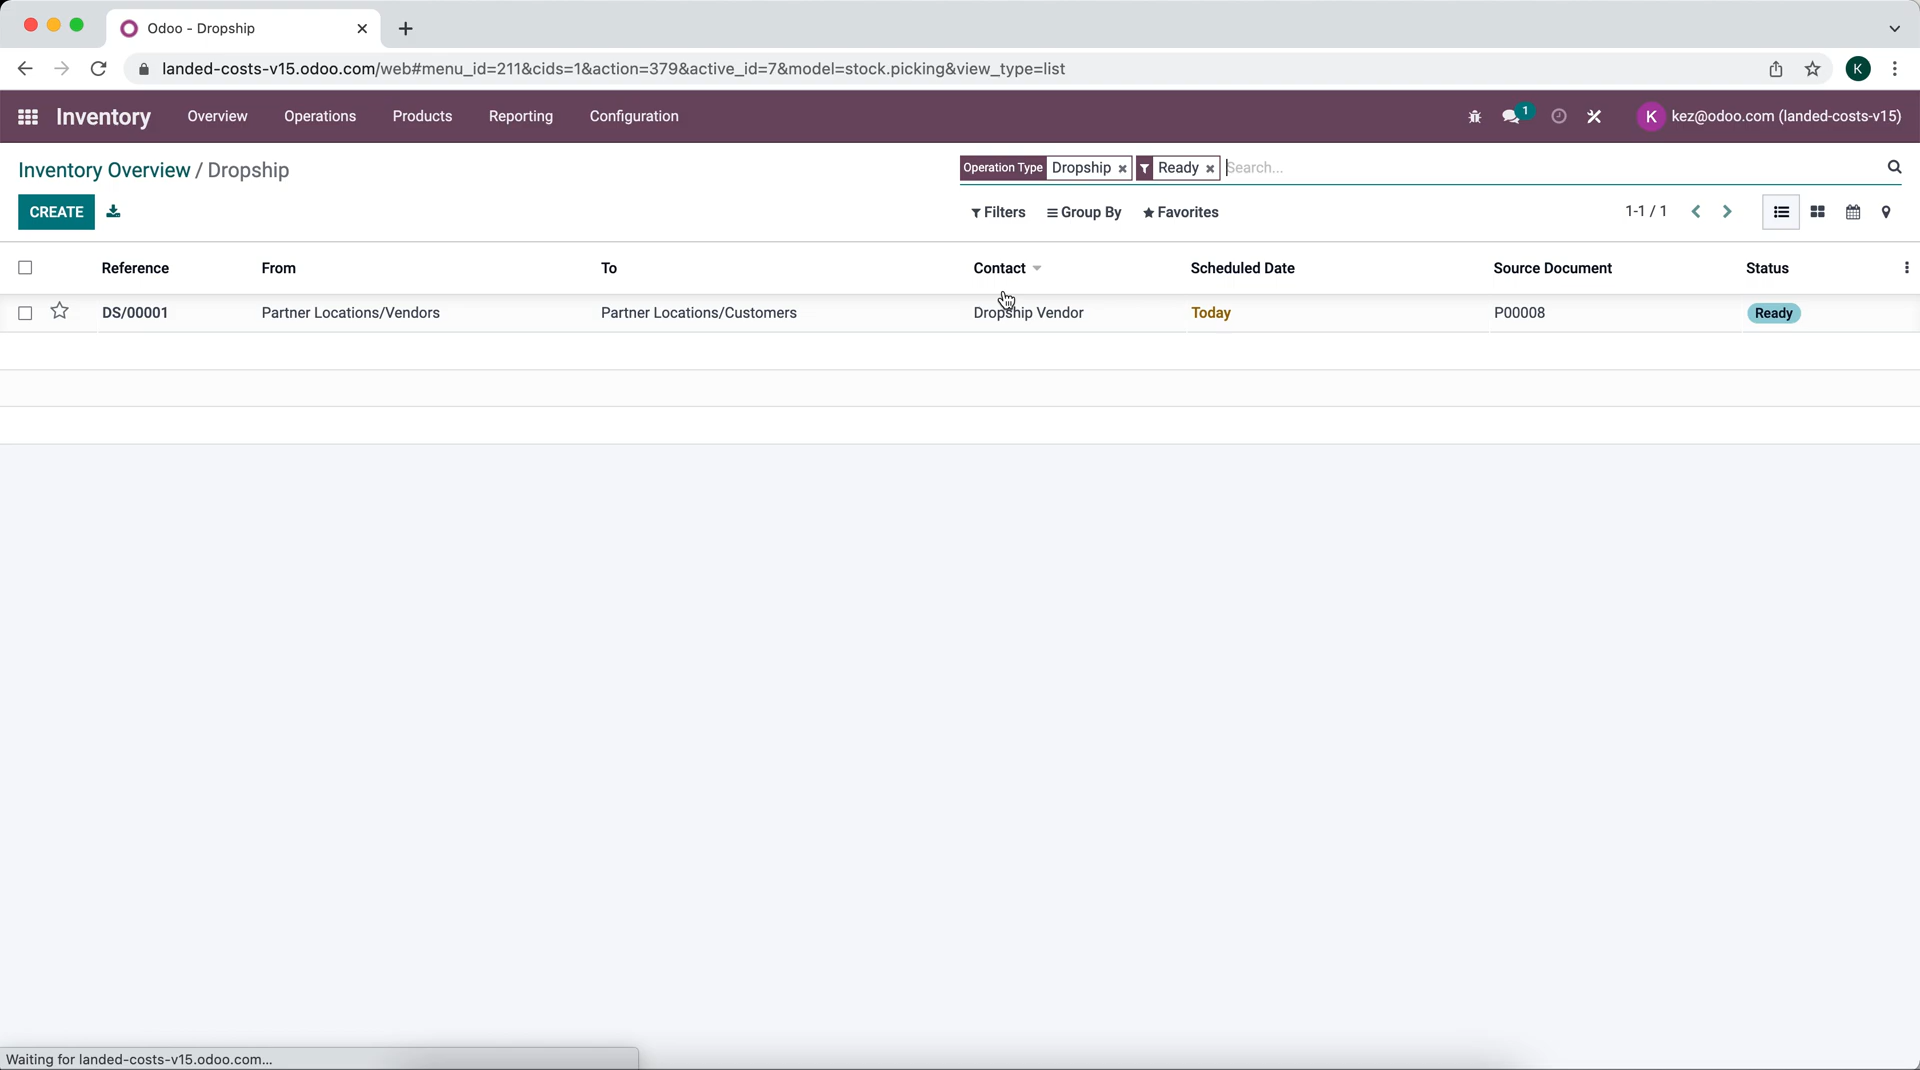 Odoo - Dropship
landed-costs-v15.odoo.com/web#menu_id=211&cids=1&action=379&active_id=7&model=stock.picking&view_type=list
K
Inventory Overview Operations Products Reporting Configuration 1 K kez@odoo.com (landed-costs-v15)
Inventory Overview / Dropship
Operation Type Dropship Ready Search...
CREATE Filters Group By Favorites 1-1 / 1
Reference From To Contact Scheduled Date Source Document Status
DS/00001 Partner Locations/Vendors Partner Locations/Customers Dropship Vendor Today P00008 Ready
Waiting for landed-costs-v15.odoo.com...